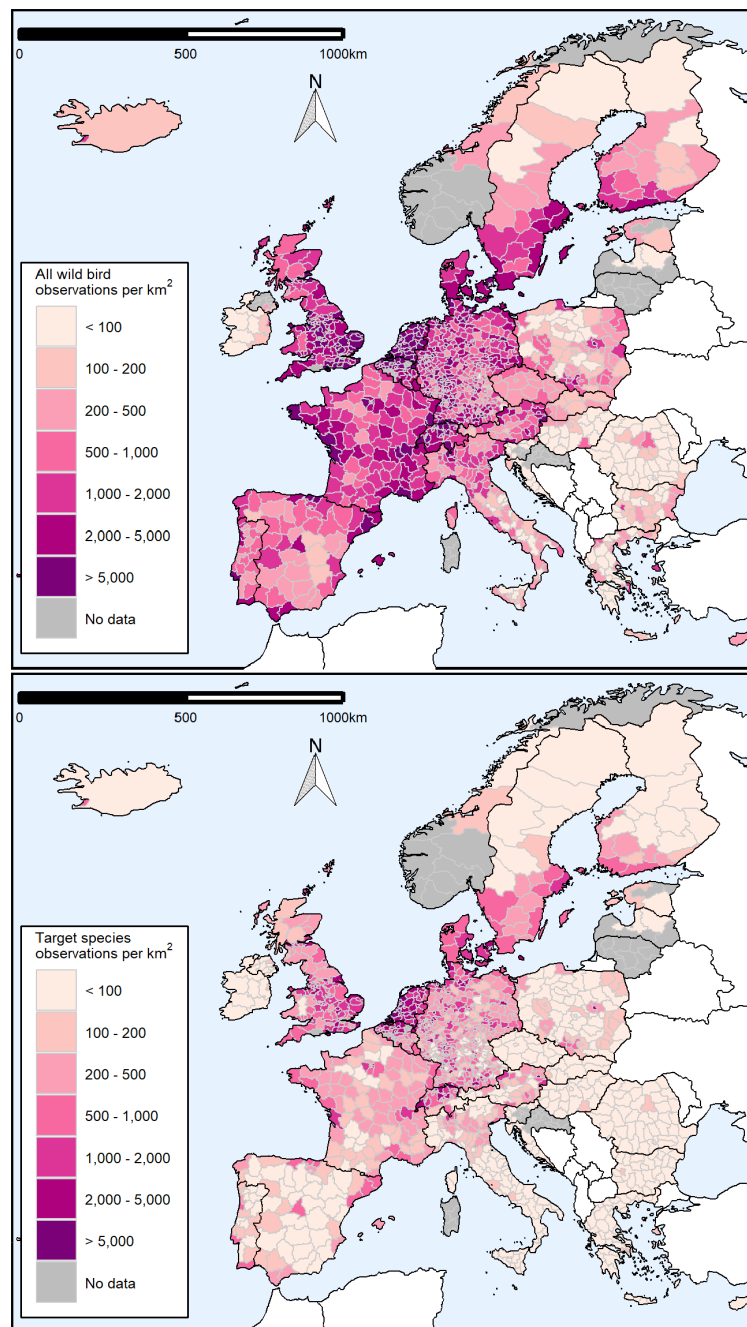 0 500 1000km
N
All wild bird
observations per km²
< 100
100 - 200
200 - 500
500 - 1,000
1,000 - 2,000
2,000 - 5,000
> 5,000
No data
0 500 1000km
N
Target species
observations per km²
< 100
100 - 200
200 - 500
500 - 1,000
1,000 - 2,000
2,000 - 5,000
> 5,000
No data